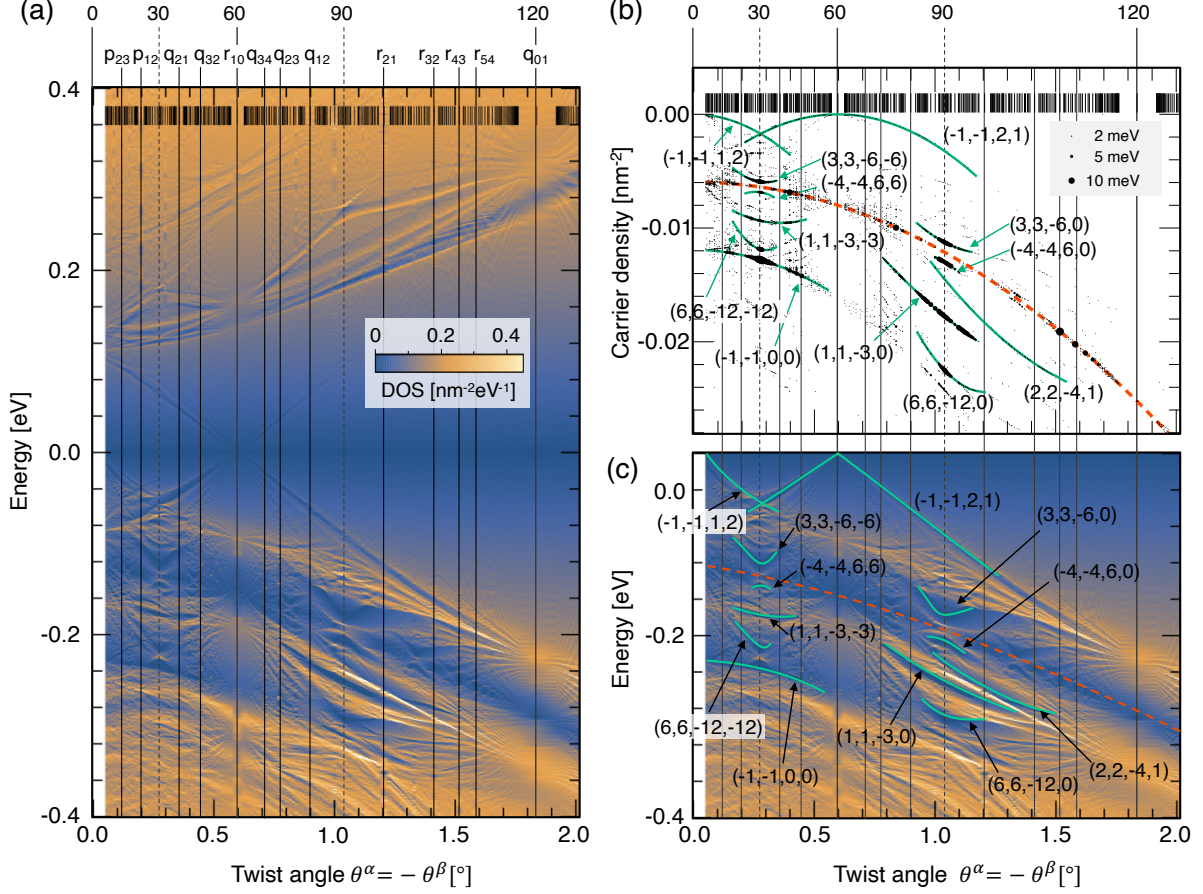 (a)
0 30 60 90 120
p23 p12 q21 q32 r10 q34 q23 q12 r21 r32 r43 r54 q01
0.4
0.2
0.0
-0.2
-0.4
Energy [eV]
0 0.2 0.4
DOS [nm-2eV-1]
0.0 0.5 1.0 1.5 2.0
Twist angle θα = − θβ [°]
(b)
0 30 60 90 120
0.00
-0.01
-0.02
Carrier density [nm-2]
2 meV
5 meV
10 meV
(-1,-1,1,2)
(-1,-1,2,1)
(3,3,-6,-6)
(-4,-4,6,6)
(1,1,-3,-3)
(3,3,-6,0)
(-4,-4,6,0)
(6,6,-12,-12)
(-1,-1,0,0)
(1,1,-3,0)
(2,2,-4,1)
(6,6,-12,0)
(c)
0.0
-0.2
-0.4
Energy [eV]
(-1,-1,1,2)
(-1,-1,2,1)
(3,3,-6,-6)
(3,3,-6,0)
(-4,-4,6,6)
(-4,-4,6,0)
(1,1,-3,-3)
(6,6,-12,-12)
(1,1,-3,0)
(-1,-1,0,0)
(2,2,-4,1)
(6,6,-12,0)
0.0 0.5 1.0 1.5 2.0
Twist angle θα = − θβ [°]